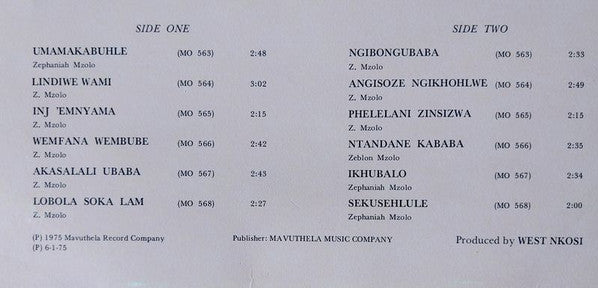 SIDE ONE
UMAMAKABUHLE (MO 563) 2:48
Zephaniah Mzolo
LINDIWE WAMI (MO 564) 3:02
Z. Mzolo
INJ 'EMNYAMA (MO 565) 2:15
Z. Mzolo
WEMFANA WEMBUBE (MO 566) 2:42
Z. Mzolo
AKASALALI UBABA (MO 567) 2:43
Z. Mzolo
LOBOLA SOKA LAM (MO 568) 2:27
Z. Mzolo
SIDE TWO
NGIBONGUBABA (MO 563) 2:33
Z. Mzolo
ANGISOZE NGIKHOHLWE (MO 564) 2:49
Z. Mzolo
PHELELANI ZINSIZWA (MO 565) 2:15
Z. Mzolo
NTANDANE KABABA (MO 566) 2:35
Zeblon Mzolo
IKHUBALO (MO 567) 2:34
Zephaniah Mzolo
SEKUSEHLULE (MO 568) 2:00
Zephaniah Mzolo
(P) 1975 Mavuthela Record Company
(P) 6-1-75
Publisher: MAVUTHELA MUSIC COMPANY
Produced by WEST NKOSI